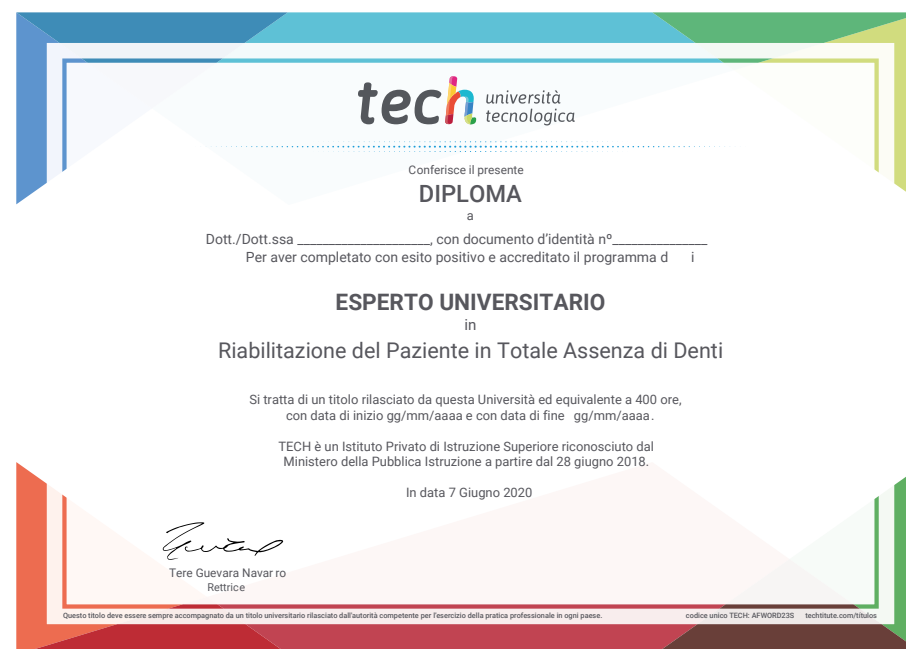 tech università
tecnologica
Conferisce il presente
DIPLOMA
a
Dott./Dott.ssa ____________________, con documento d'identità nº______________
Per aver completato con esito positivo e accreditato il programma d i
ESPERTO UNIVERSITARIO
in
Riabilitazione del Paziente in Totale Assenza di Denti
Si tratta di un titolo rilasciato da questa Università ed equivalente a 400 ore,
con data di inizio gg/mm/aaaa e con data di fine gg/mm/aaaa.
TECH è un Istituto Privato di Istruzione Superiore riconosciuto dal
Ministero della Pubblica Istruzione a partire dal 28 giugno 2018.
In data 7 Giugno 2020
Tere Guevara Navar ro
Rettrice
Questo titolo deve essere sempre accompagnato da un titolo universitario rilasciato dall'autorità competente per l'esercizio della pratica professionale in ogni paese. codice unico TECH: AFWORD23S techtitute.com/titulos